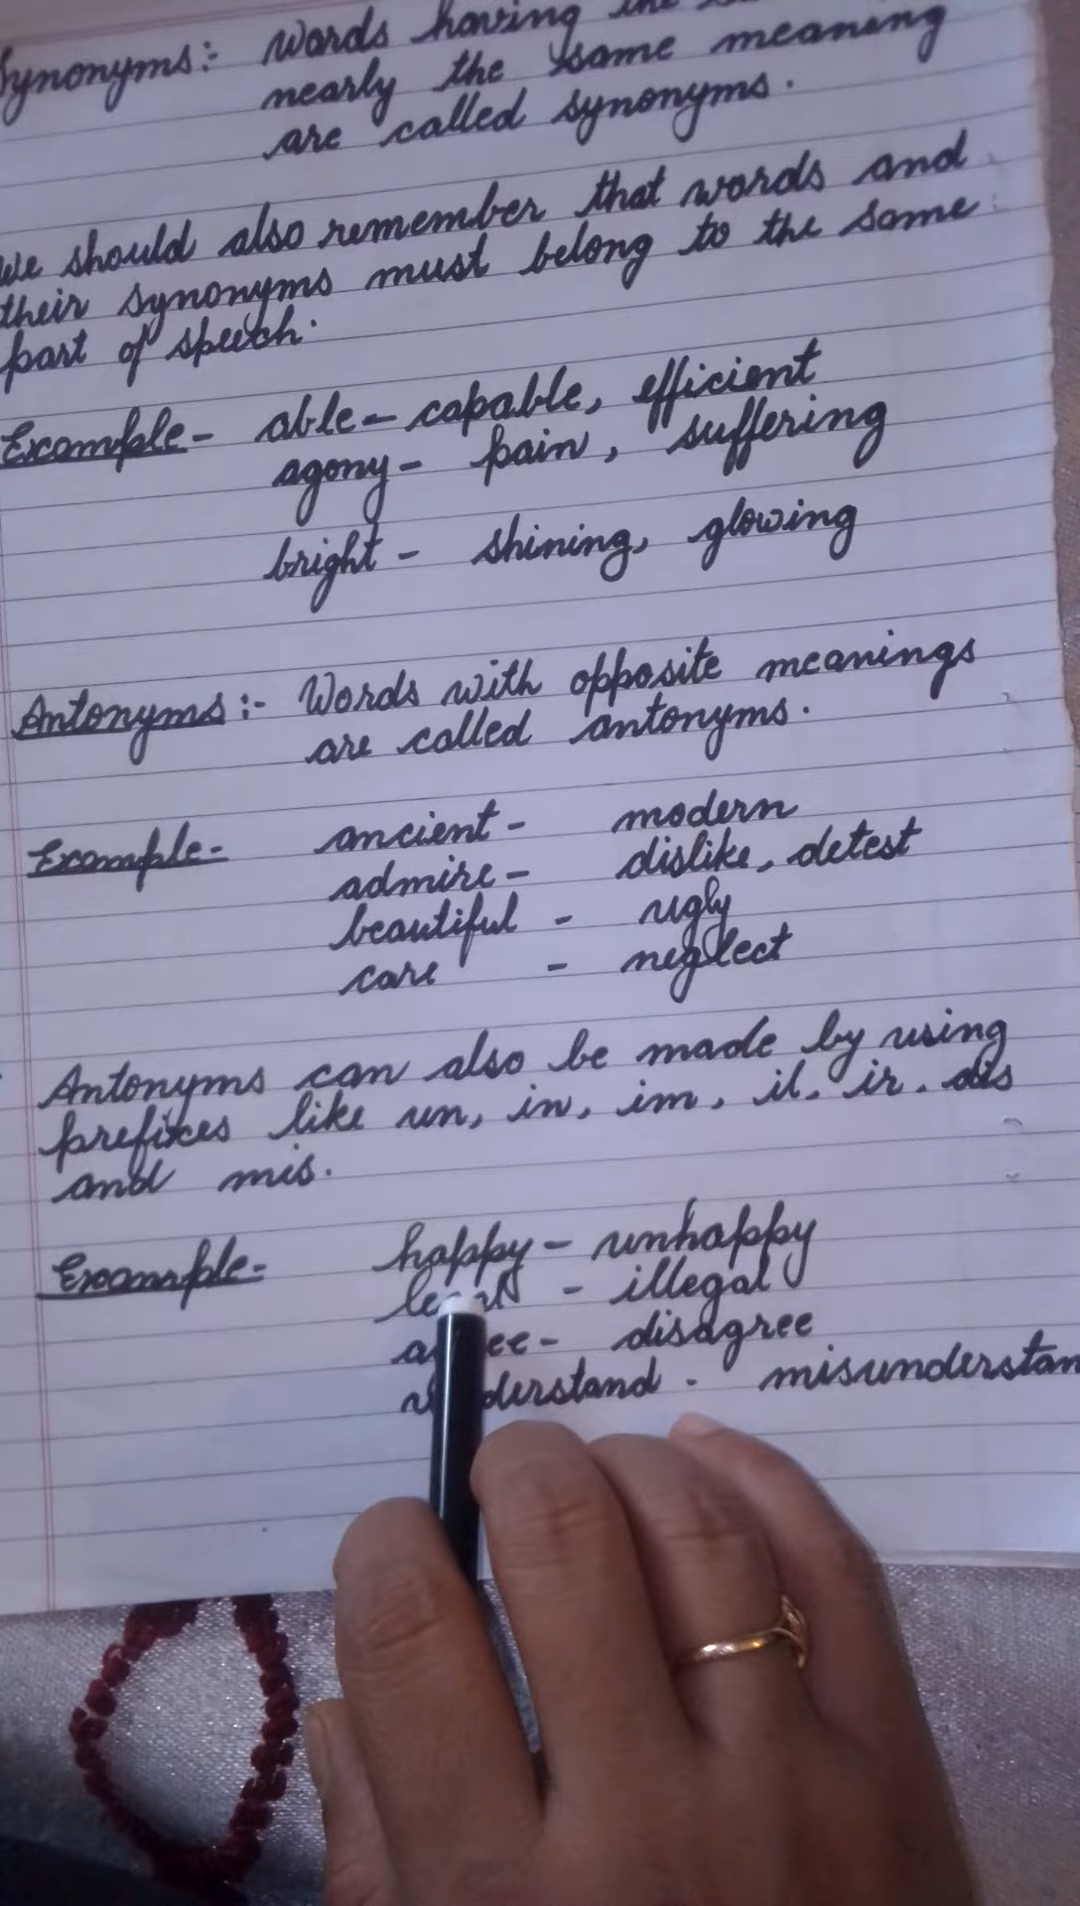 Synonyms:- Words having the
nearly the same meaning
are called synonyms.
we should also remember that words and
their synonyms must belong to the same
part of speech.
Example- able- capable, efficient
agony- pain, suffering
bright- shining, glowing
Antonyms:- Words with opposite meanings
are called antonyms.
Example- ancient- modern
admire- dislike, detest
beautiful - ugly
care - neglect
Antonyms can also be made by using
prefixes like un, in, im, il, ir, dis
and mis.
Example- happy- unhappy
legal - illegal
ee- disagree
derstand - misunderstan